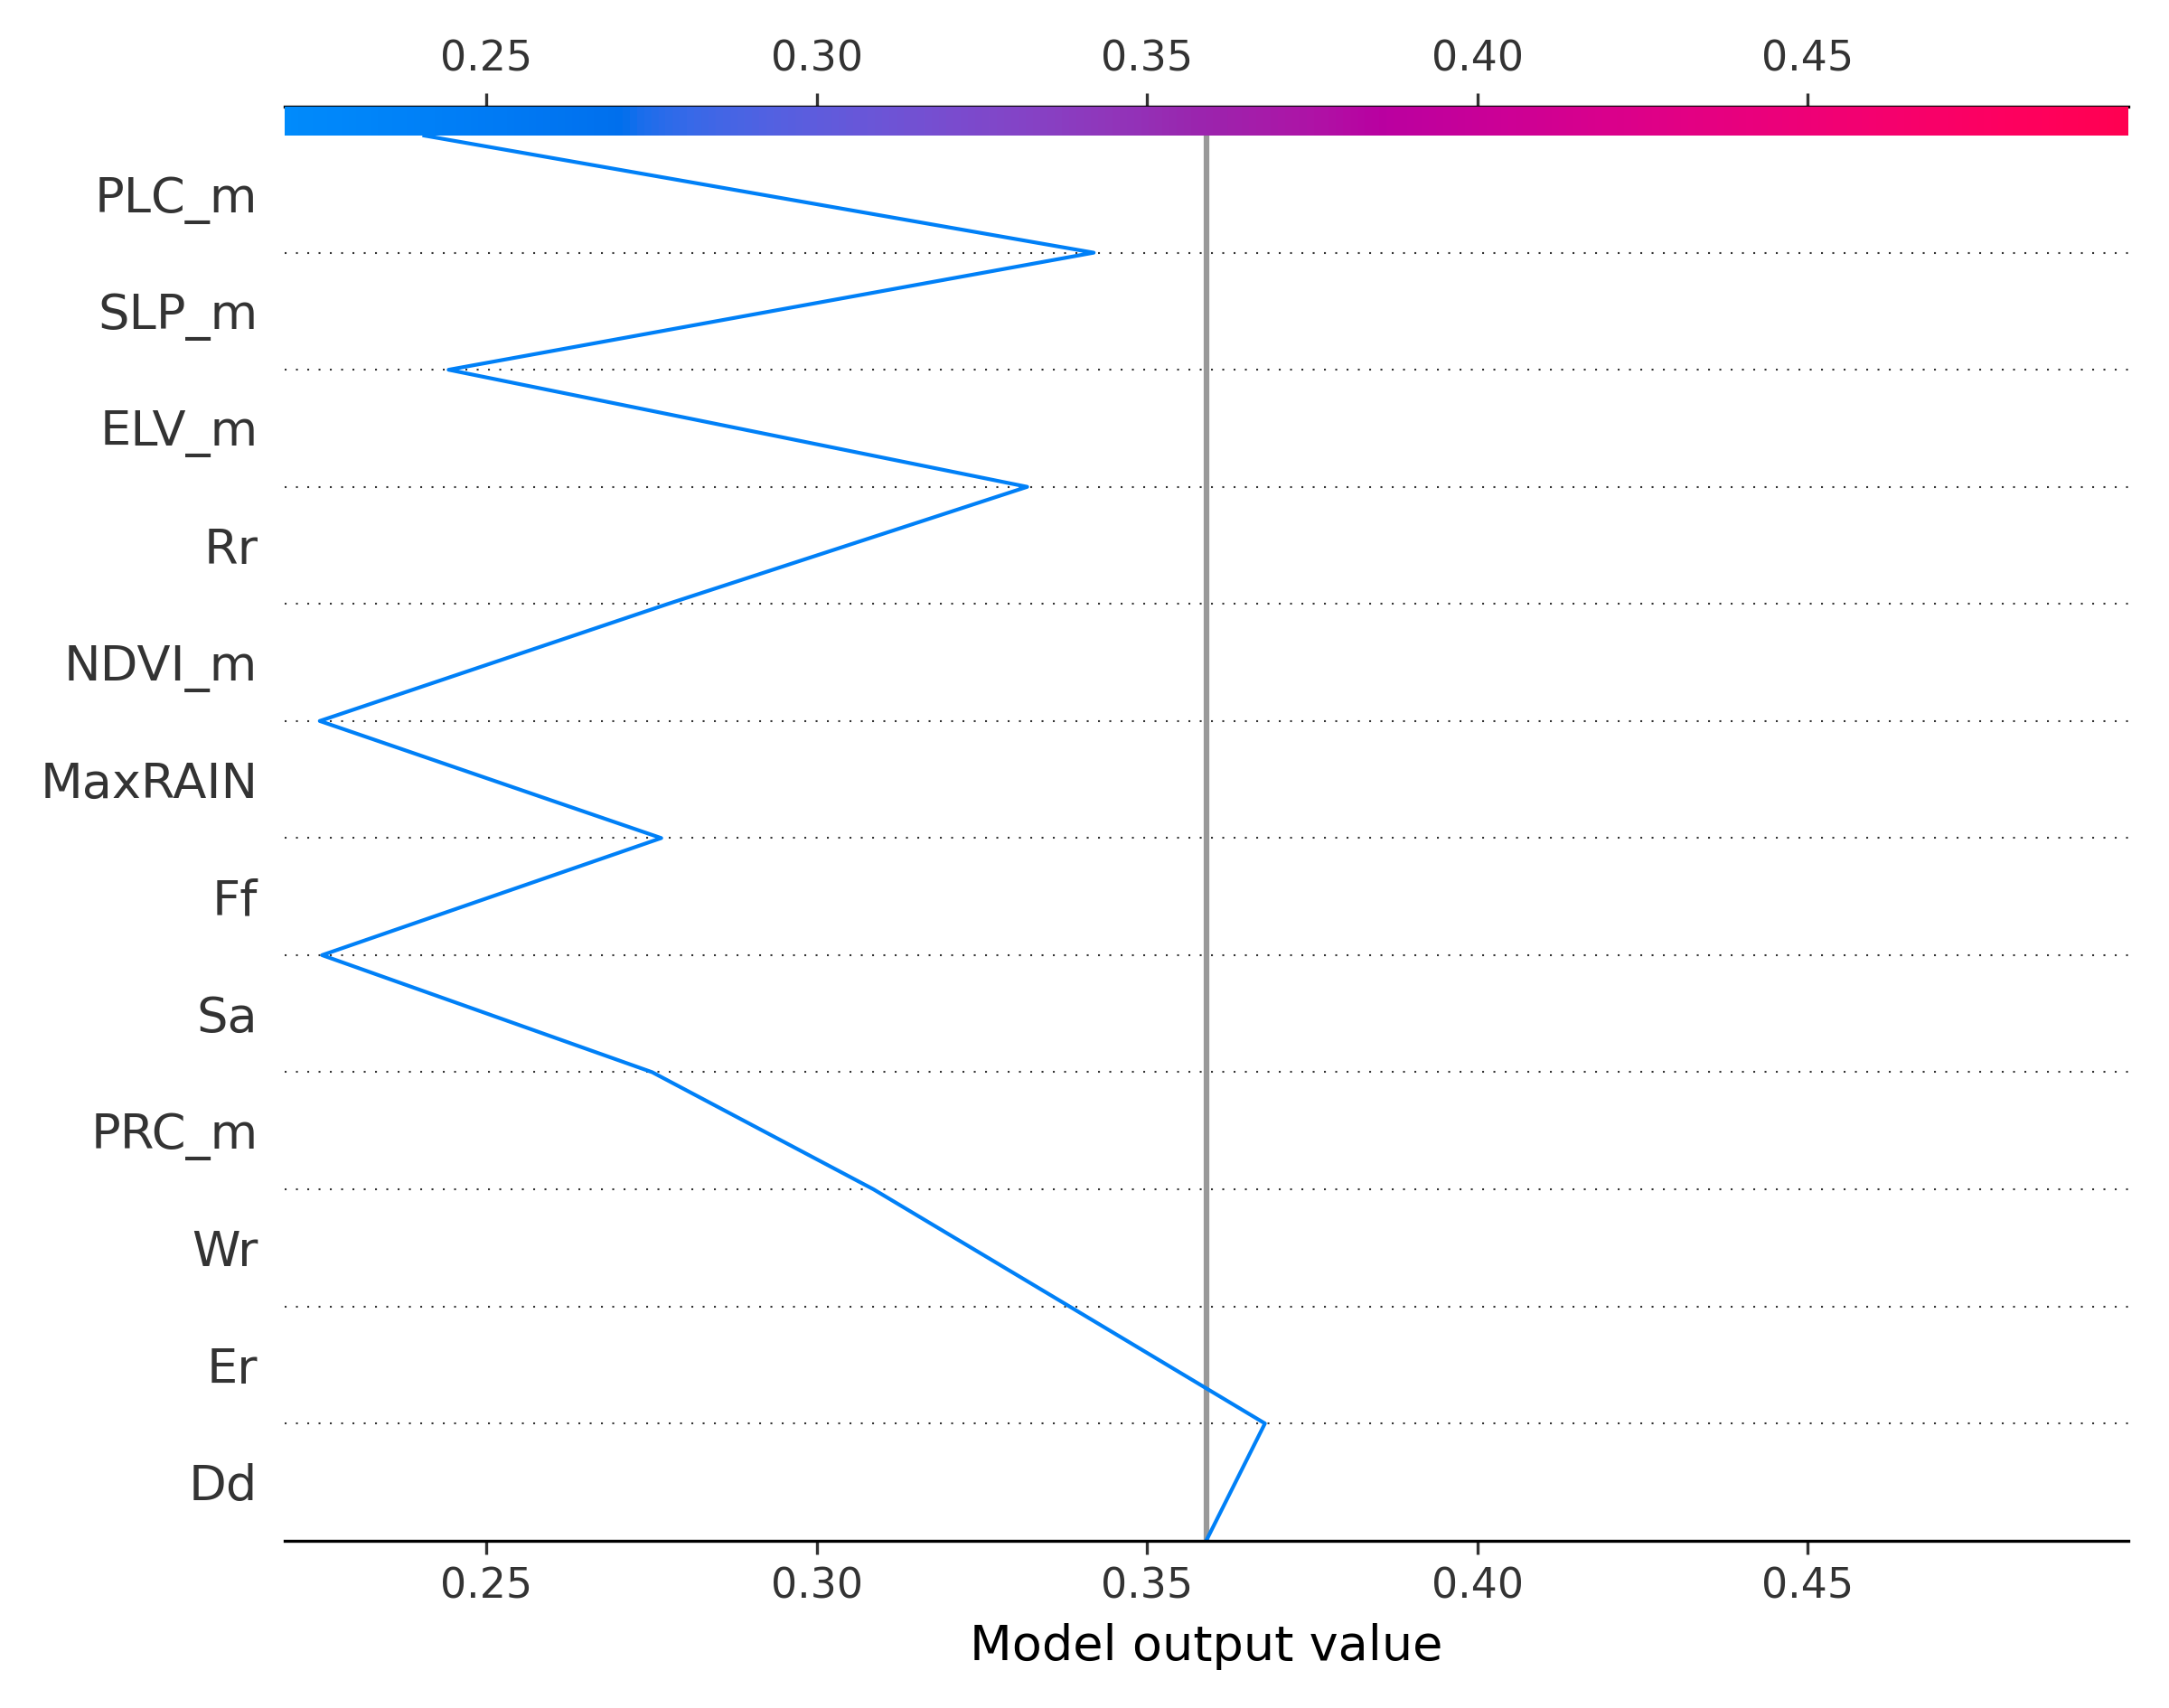 0.25 0.30 0.35 0.40 0.45
PLC_m
SLP_m
ELV_m
Rr
NDVI_m
MaxRAIN
Ff
Sa
PRC_m
Wr
Er
Dd
0.25 0.30 0.35 0.40 0.45
Model output value